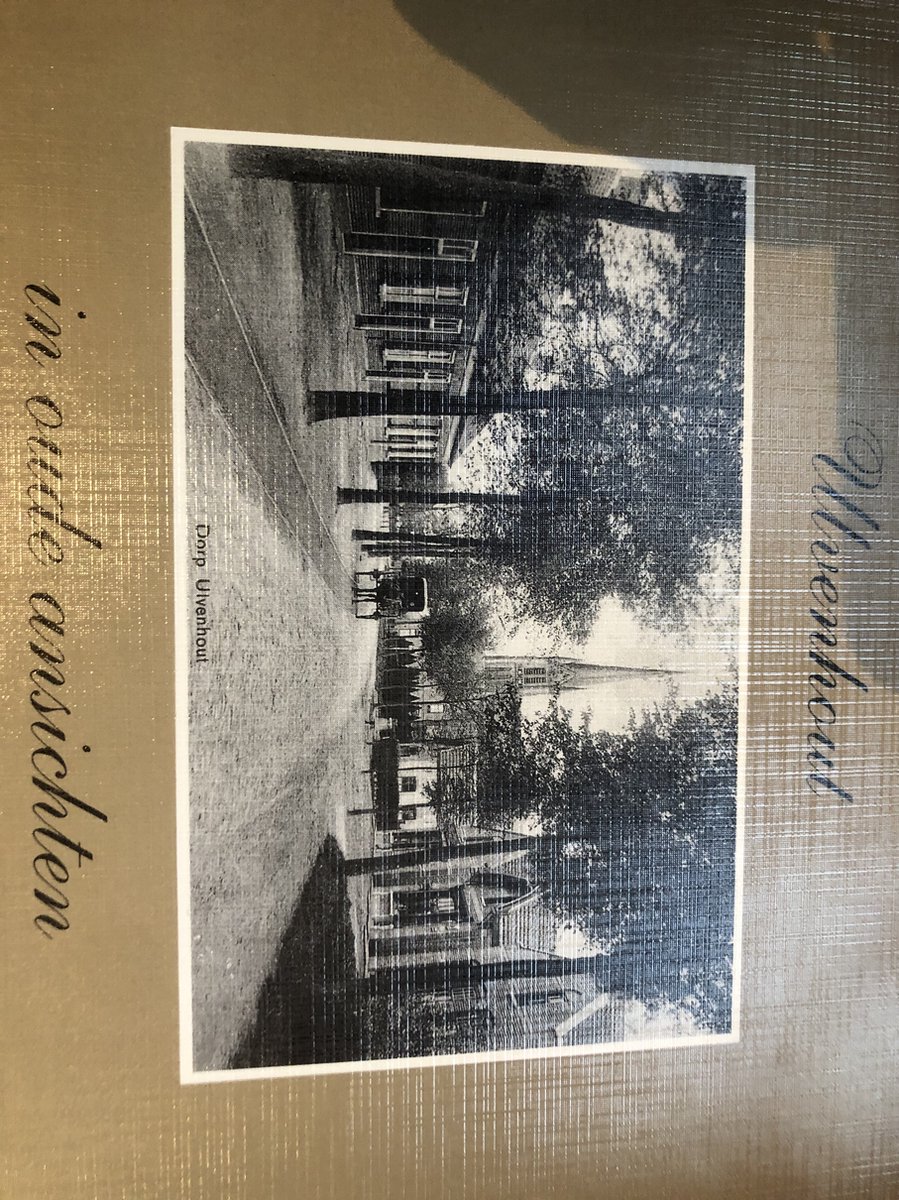 Ulvenhout
Dorp Ulvenhout
in oude ansichten